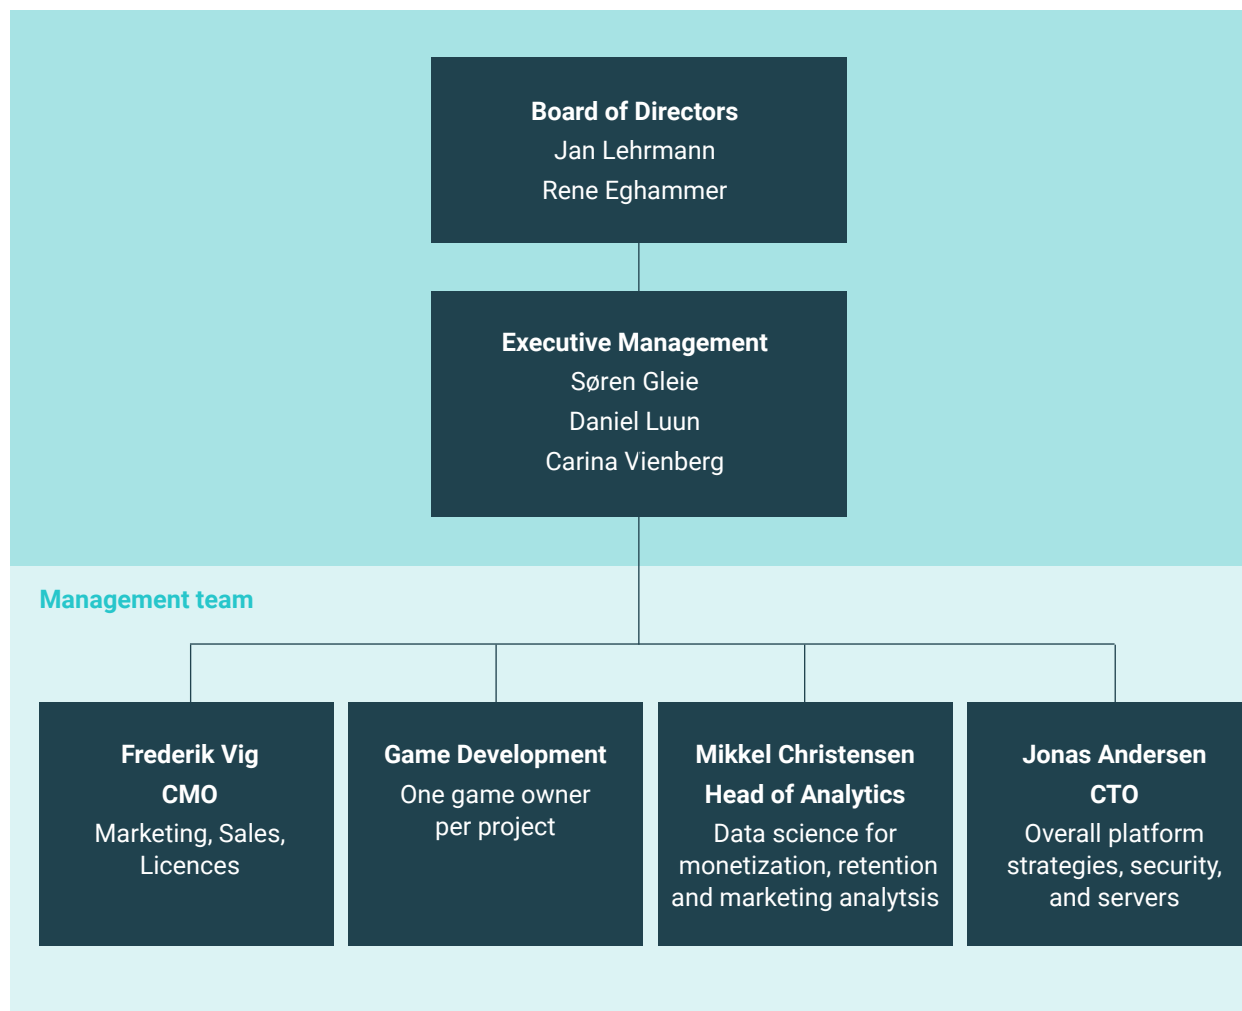 Board of Directors
Jan Lehrmann
Rene Eghammer
Executive Management
Søren Gleie
Daniel Luun
Carina Vienberg
Management team
Frederik Vig
CMO
Marketing, Sales,
Licences
Game Development
One game owner
per project
Mikkel Christensen
Head of Analytics
Data science for
monetization, retention
and marketing analytsis
Jonas Andersen
CTO
Overall platform
strategies, security,
and servers